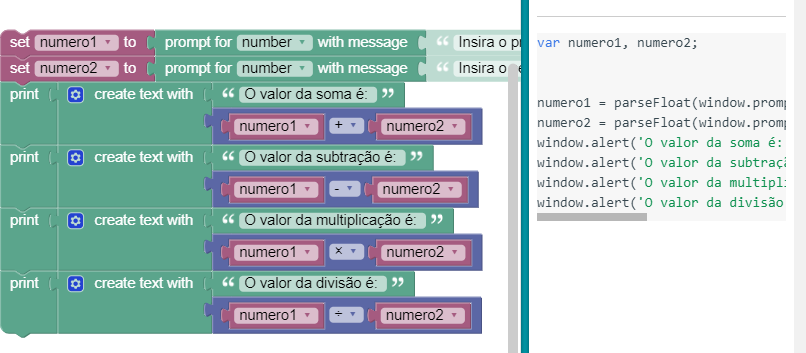 set numero1 to prompt for number with message “ Insira o
set numero2 to prompt for number with message “ Insira o
print create text with “ O valor da soma é: ”
numero1 + numero2
print create text with “ O valor da subtração é: ”
numero1 - numero2
print create text with “ O valor da multiplicação é: ”
numero1 × numero2
print create text with “ O valor da divisão é: ”
numero1 ÷ numero2
var numero1, numero2;
numero1 = parseFloat(window.promp
numero2 = parseFloat(window.promp
window.alert('O valor da soma é:
window.alert('O valor da subtraçã
window.alert('O valor da multipli
window.alert('O valor da divisão